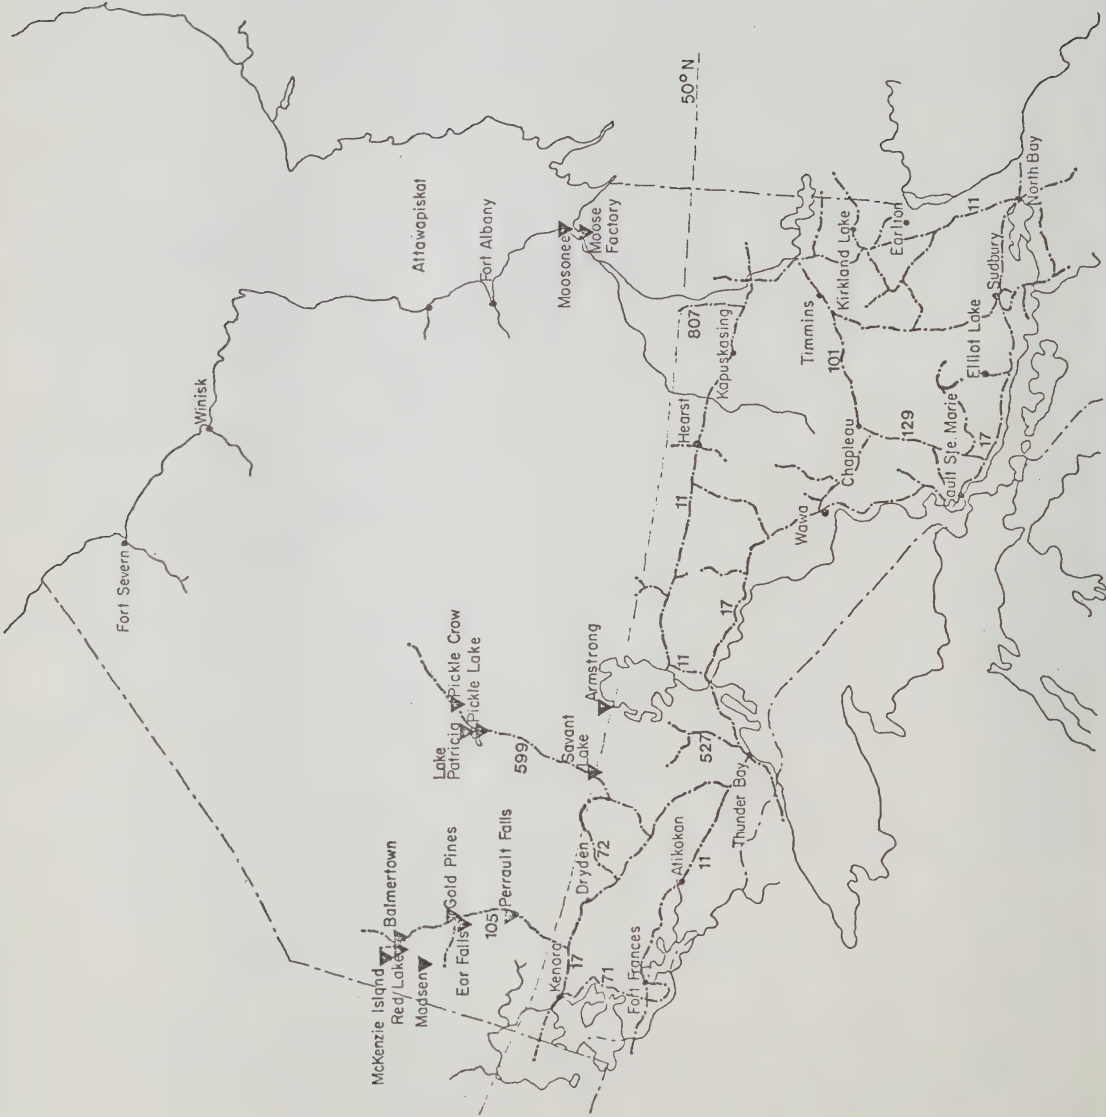 Fort Severn
Winisk
Attawapiskat
Fort Albany
Moosonee
Moose
Factory
50° N
McKenzie Island
Red Lake
Balmertown
Madsen
Gold Pines
Ear Falls
105
Perrault Falls
Lake
Patricia
Pickle Crow
Pickle Lake
599
Savant
Lake
Armstrong
Kenora
17
71
Dryden
72
Fort Frances
Atikokan
11
Thunder Bay
527
11
17
11
Hearst
Kapuskasing
807
Wawa
Chapleau
101
Timmins
Kirkland Lake
Earlton
11
129
Sault Ste. Marie
17
Elliot Lake
Sudbury
North Bay